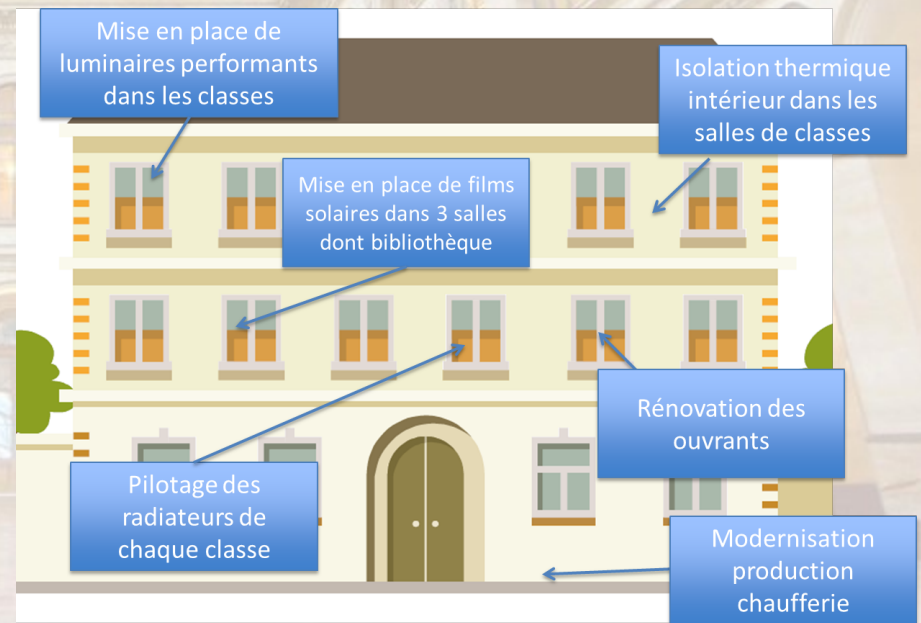 Mise en place de
luminaires performants
dans les classes
Isolation thermique
intérieur dans les
salles de classes
Mise en place de films
solaires dans 3 salles
dont bibliothèque
Rénovation des
ouvrants
Pilotage des
radiateurs de
chaque classe
Modernisation
production
chaufferie